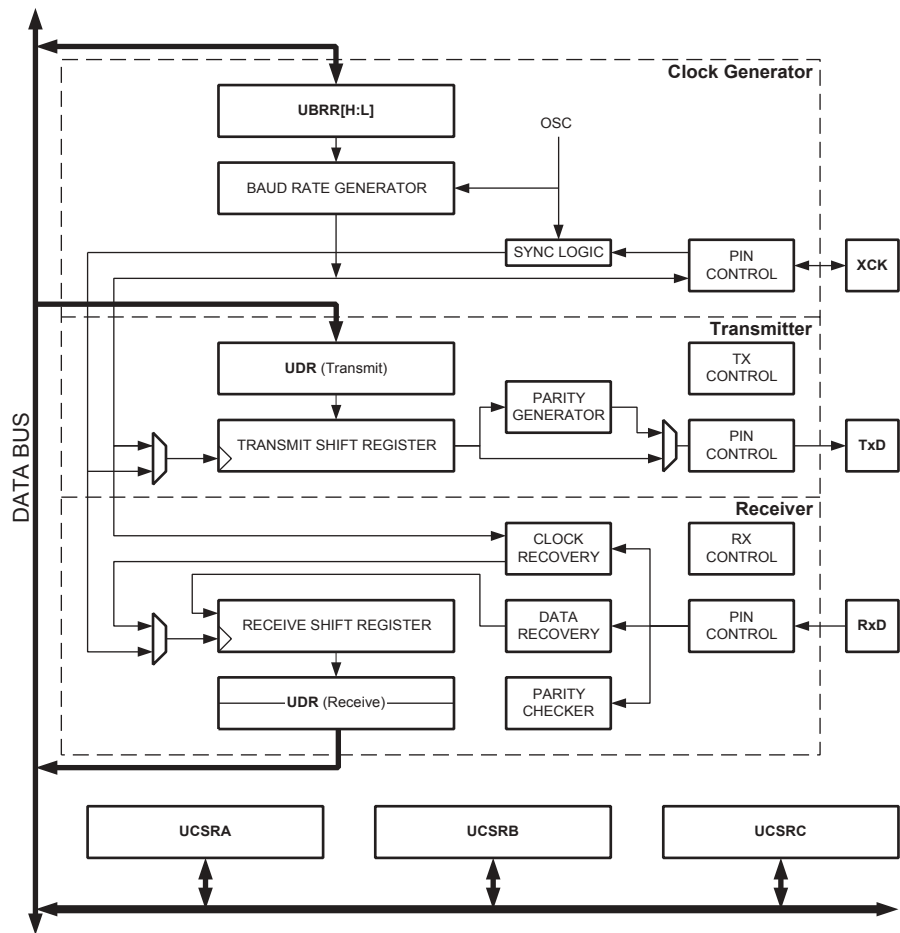 Clock Generator
UBRR[H:L]
OSC
BAUD RATE GENERATOR
SYNC LOGIC
PIN
CONTROL
XCK
Transmitter
UDR (Transmit)
TX
CONTROL
PARITY
GENERATOR
TRANSMIT SHIFT REGISTER
PIN
CONTROL
TxD
DATA BUS
Receiver
CLOCK
RECOVERY
RX
CONTROL
RECEIVE SHIFT REGISTER
DATA
RECOVERY
PIN
CONTROL
RxD
UDR (Receive)
PARITY
CHECKER
UCSRA
UCSRB
UCSRC